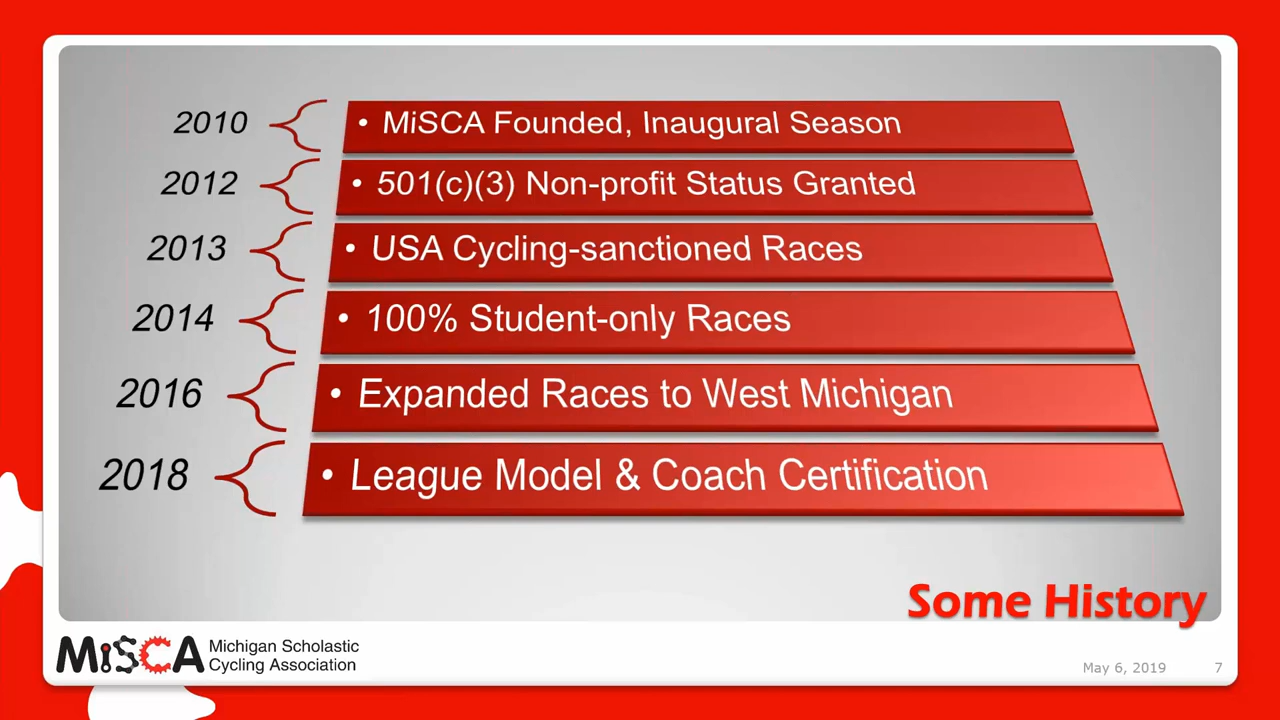 2010
• MiSCA Founded, Inaugural Season
2012
• 501(c)(3) Non-profit Status Granted
2013
• USA Cycling-sanctioned Races
2014
• 100% Student-only Races
2016
• Expanded Races to West Michigan
2018
• League Model & Coach Certification
Some History
MiSCA
Michigan Scholastic
Cycling Association
May 6, 2019
7